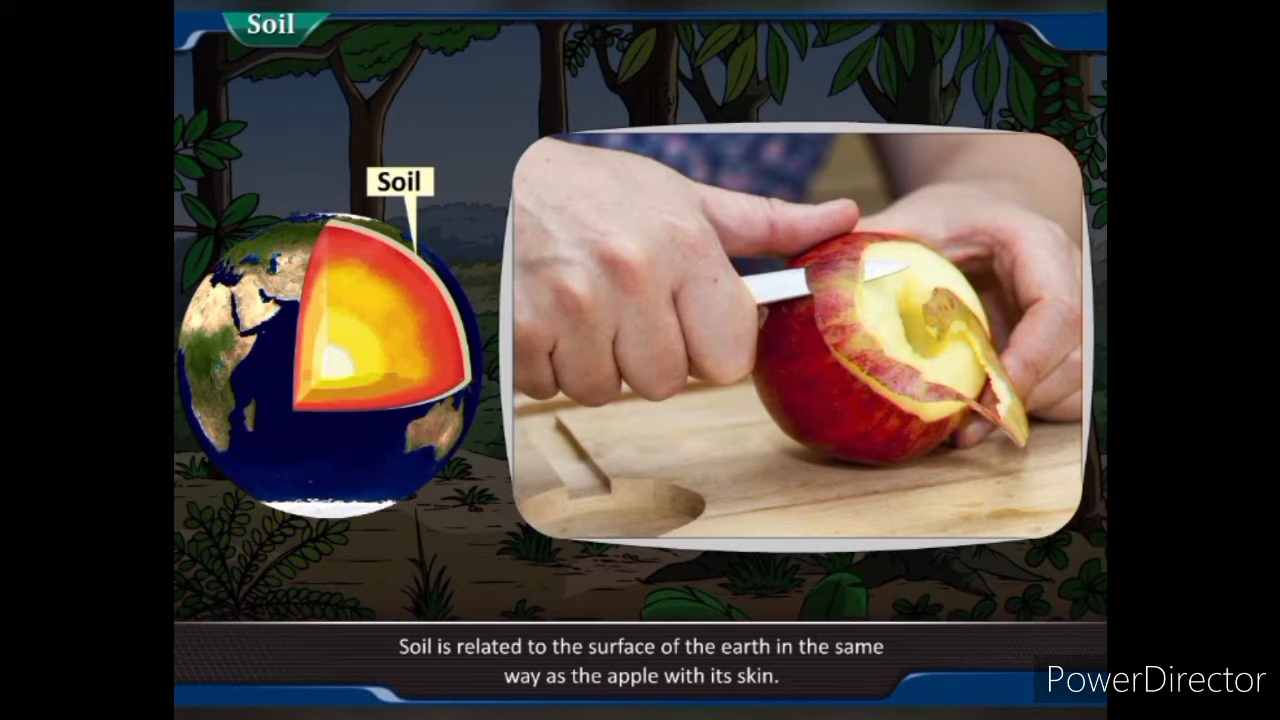 Soil
Soil
Soil is related to the surface of the earth in the same
way as the apple with its skin.
PowerDirector